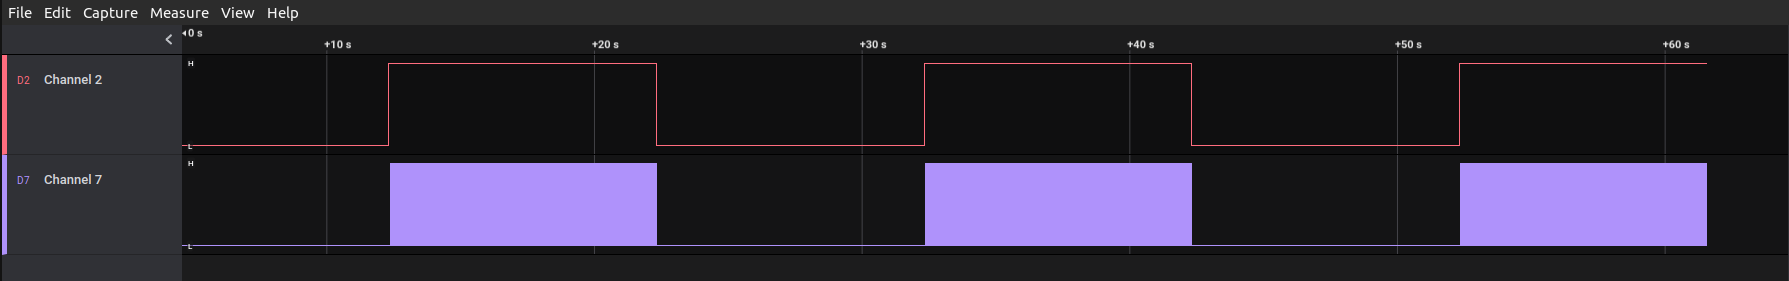 File Edit Capture Measure View Help
0 s
+10 s +20 s +30 s +40 s +50 s +60 s
D2 Channel 2
H
L
D7 Channel 7
H
L